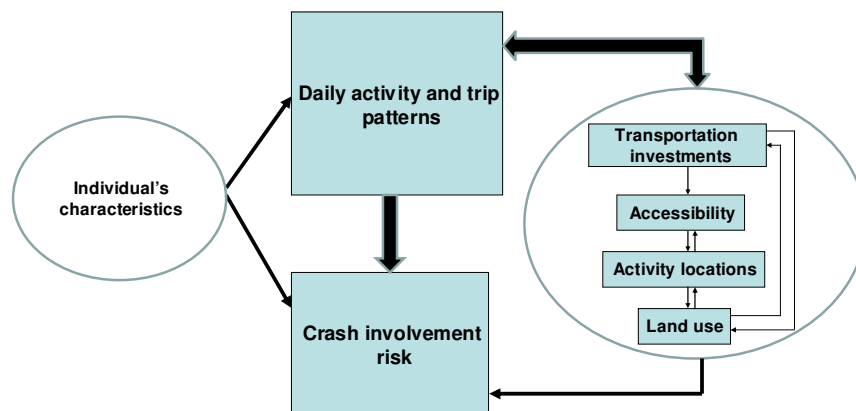 Daily activity and trip
patterns
Individual's
characteristics
Transportation
investments
Accessibility
Activity locations
Land use
Crash involvement
risk